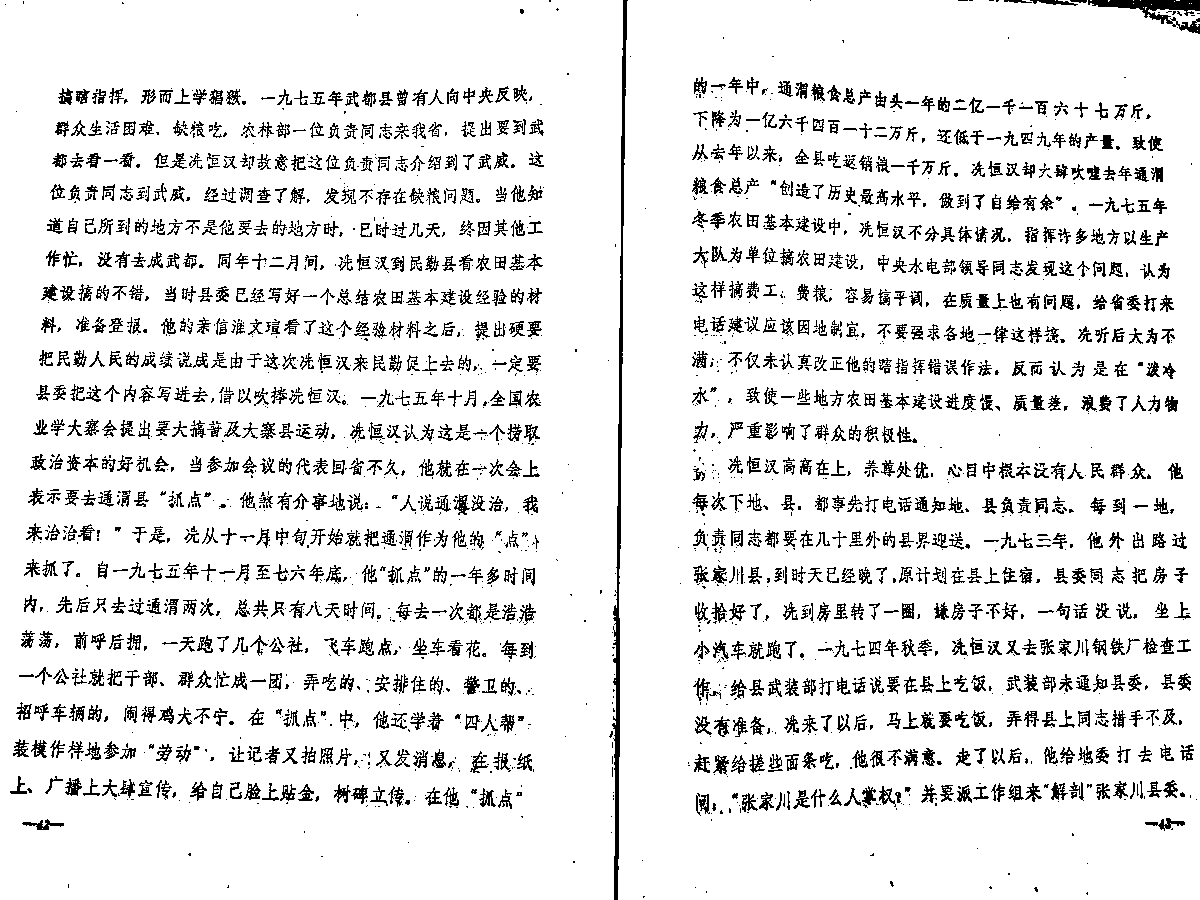 搞瞎指挥，形而上学猖獗。一九七五年武都县曾有人向中央反映，
群众生活困难，缺粮吃，农林部一位负责同志来我省，提出要到武
都去看一看。但是冼恒汉却故意把这位负责同志介绍到了武威。这
位负责同志到武威，经过调查了解，发现不存在缺粮问题。当他知
道自己所到的地方不是他要去的地方时，已时过几天，终因其他工
作忙，没有去成武都。同年十二月间，冼恒汉到民勤县看农田基本
建设搞的不错，当时县委已经写好一个总结农田基本建设经验的材
料，准备登报。他的亲信淮文瑄看了这个经验材料之后，提出硬要
把民勤人民的成绩说成是由于这次冼恒汉来民勤促上去的，一定要
县委把这个内容写进去，借以吹捧冼恒汉。一九七五年十月，全国农
业学大寨会提出要大搞普及大寨县运动，冼恒汉认为这是一个捞取
政治资本的好机会，当参加会议的代表回省不久，他就在一次会上
表示要去通渭县“抓点”。他煞有介事地说：“人说通渭没治，我
来治治看！”于是，冼从十一月中旬开始就把通渭作为他的“点”
来抓了。自一九七五年十一月至七六年底，他“抓点”的一年多时间
内，先后只去过通渭两次，总共只有八天时间。每去一次都是浩浩
荡荡，前呼后拥，一天跑了几个公社，飞车跑点，坐车看花。每到
一个公社就把干部、群众忙成一团，弄吃的、安排住的、警卫的、
招呼车辆的，闹得鸡犬不宁。在“抓点”中，他还学着“四人帮”
装模作样地参加“劳动”，让记者又拍照片，又发消息，在报纸
上、广播上大肆宣传，给自己脸上贴金，树碑立传。在他“抓点”
—42—
的一年中，通渭粮食总产由头一年的二亿一千一百六十七万斤，
下降为一亿六千四百一十二万斤，还低于一九四九年的产量。致使
从去年以来，全县吃返销粮一千万斤。冼恒汉却大肆吹嘘去年通渭
粮食总产“创造了历史最高水平，做到了自给有余”。一九七五年
冬季农田基本建设中，冼恒汉不分具体情况，指挥许多地方以生产
大队为单位搞农田建设，中央水电部领导同志发现这个问题，认为
这样搞费工、费粮，容易搞平调，在质量上也有问题，给省委打来
电话建议应该因地制宜，不要强求各地一律这样搞。冼听后大为不
满，不仅未认真改正他的瞎指挥错误作法，反而认为是在“泼冷
水”，致使一些地方农田基本建设进度慢、质量差，浪费了人力物
力，严重影响了群众的积极性。
冼恒汉高高在上，养尊处优，心目中根本没有人民群众。他
每次下地、县，都事先打电话通知地、县负责同志。每到一地，
负责同志都要在几十里外的县界迎送。一九七三年，他外出路过
张家川县，到时天已经晚了，原计划在县上住宿，县委同志把房子
收拾好了，冼到房里转了一圈，嫌房子不好，一句话没说，坐上
小汽车就跑了。一九七四年秋季，冼恒汉又去张家川钢铁厂检查工
作。给县武装部打电话说要在县上吃饭，武装部未通知县委，县委
没有准备，冼来了以后，马上就要吃饭，弄得县上同志措手不及，
赶紧给搓些面条吃，他很不满意。走了以后，他给地委打去电话
问：“张家川是什么人掌权？”并要派工作组来“解剖”张家川县委。
—43—